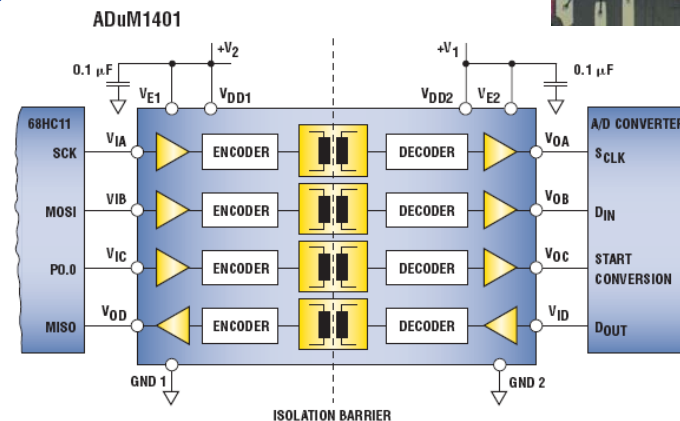 ADuM1401
+V2
+V1
0.1 µF
0.1 µF
VE1
VDD1
VDD2
VE2
68HC11
A/D CONVERTER
SCK
VIA
ENCODER
DECODER
VOA
SCLK
MOSI
VIB
ENCODER
DECODER
VOB
DIN
P0.0
VIC
ENCODER
DECODER
VOC
START
CONVERSION
MISO
VOD
ENCODER
DECODER
VID
DOUT
GND 1
GND 2
ISOLATION BARRIER